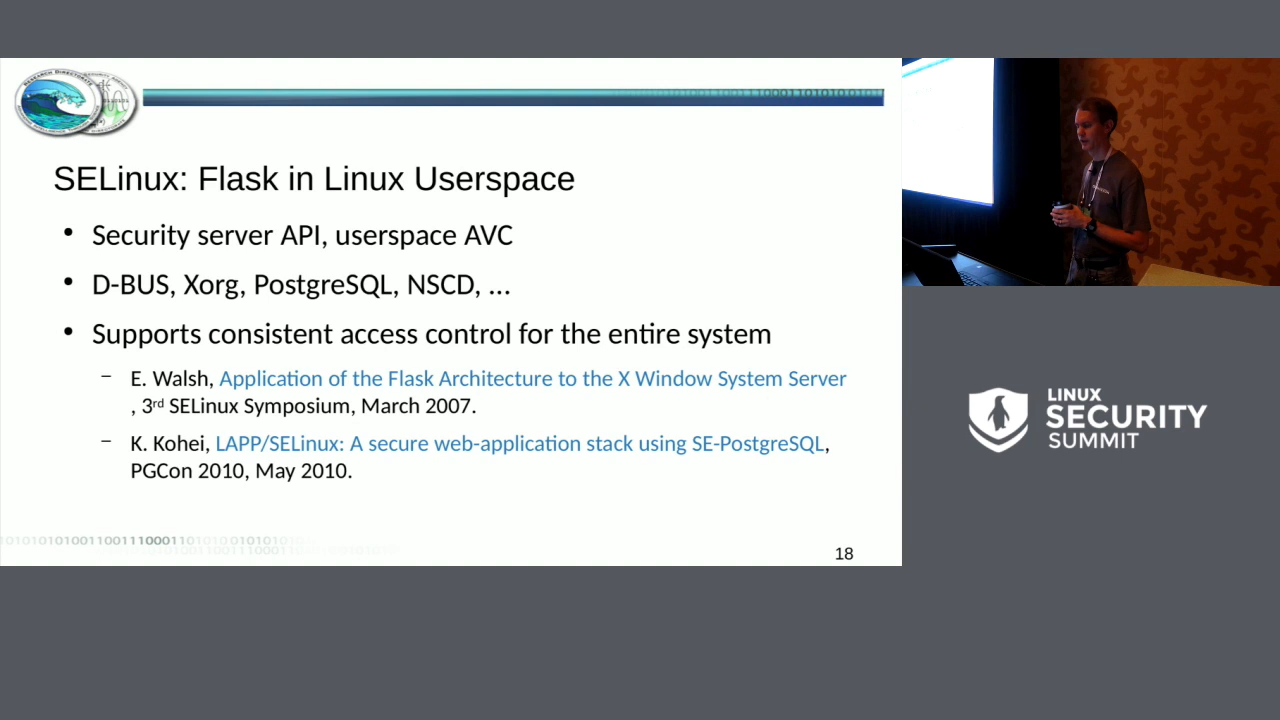 SELinux: Flask in Linux Userspace
• Security server API, userspace AVC
• D-BUS, Xorg, PostgreSQL, NSCD, ...
• Supports consistent access control for the entire system
– E. Walsh, Application of the Flask Architecture to the X Window System Server
, 3rd SELinux Symposium, March 2007.
– K. Kohei, LAPP/SELinux: A secure web-application stack using SE-PostgreSQL,
PGCon 2010, May 2010.
18
LINUX
SECURITY
SUMMIT